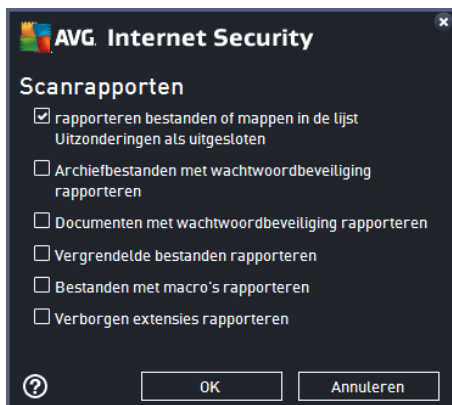 AVG Internet Security
Scanrapporten
rapporteren bestanden of mappen in de lijst
Uitzonderingen als uitgesloten
Archiefbestanden met wachtwoordbeveiliging
rapporteren
Documenten met wachtwoordbeveiliging rapporteren
Vergrendelde bestanden rapporteren
Bestanden met macro's rapporteren
Verborgen extensies rapporteren
? OK Annuleren